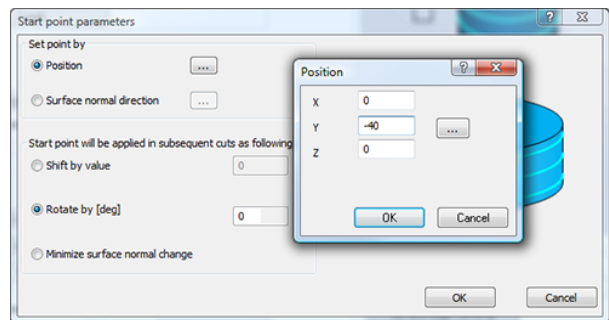 Start point parameters
Set point by
Position
...
Surface normal direction
...
Start point will be applied in subsequent cuts as following
Shift by value
0
Rotate by [deg]
0
Minimize surface normal change
OK
Cancel
?
Position
?
X
0
Y
-40
...
Z
0
OK
Cancel